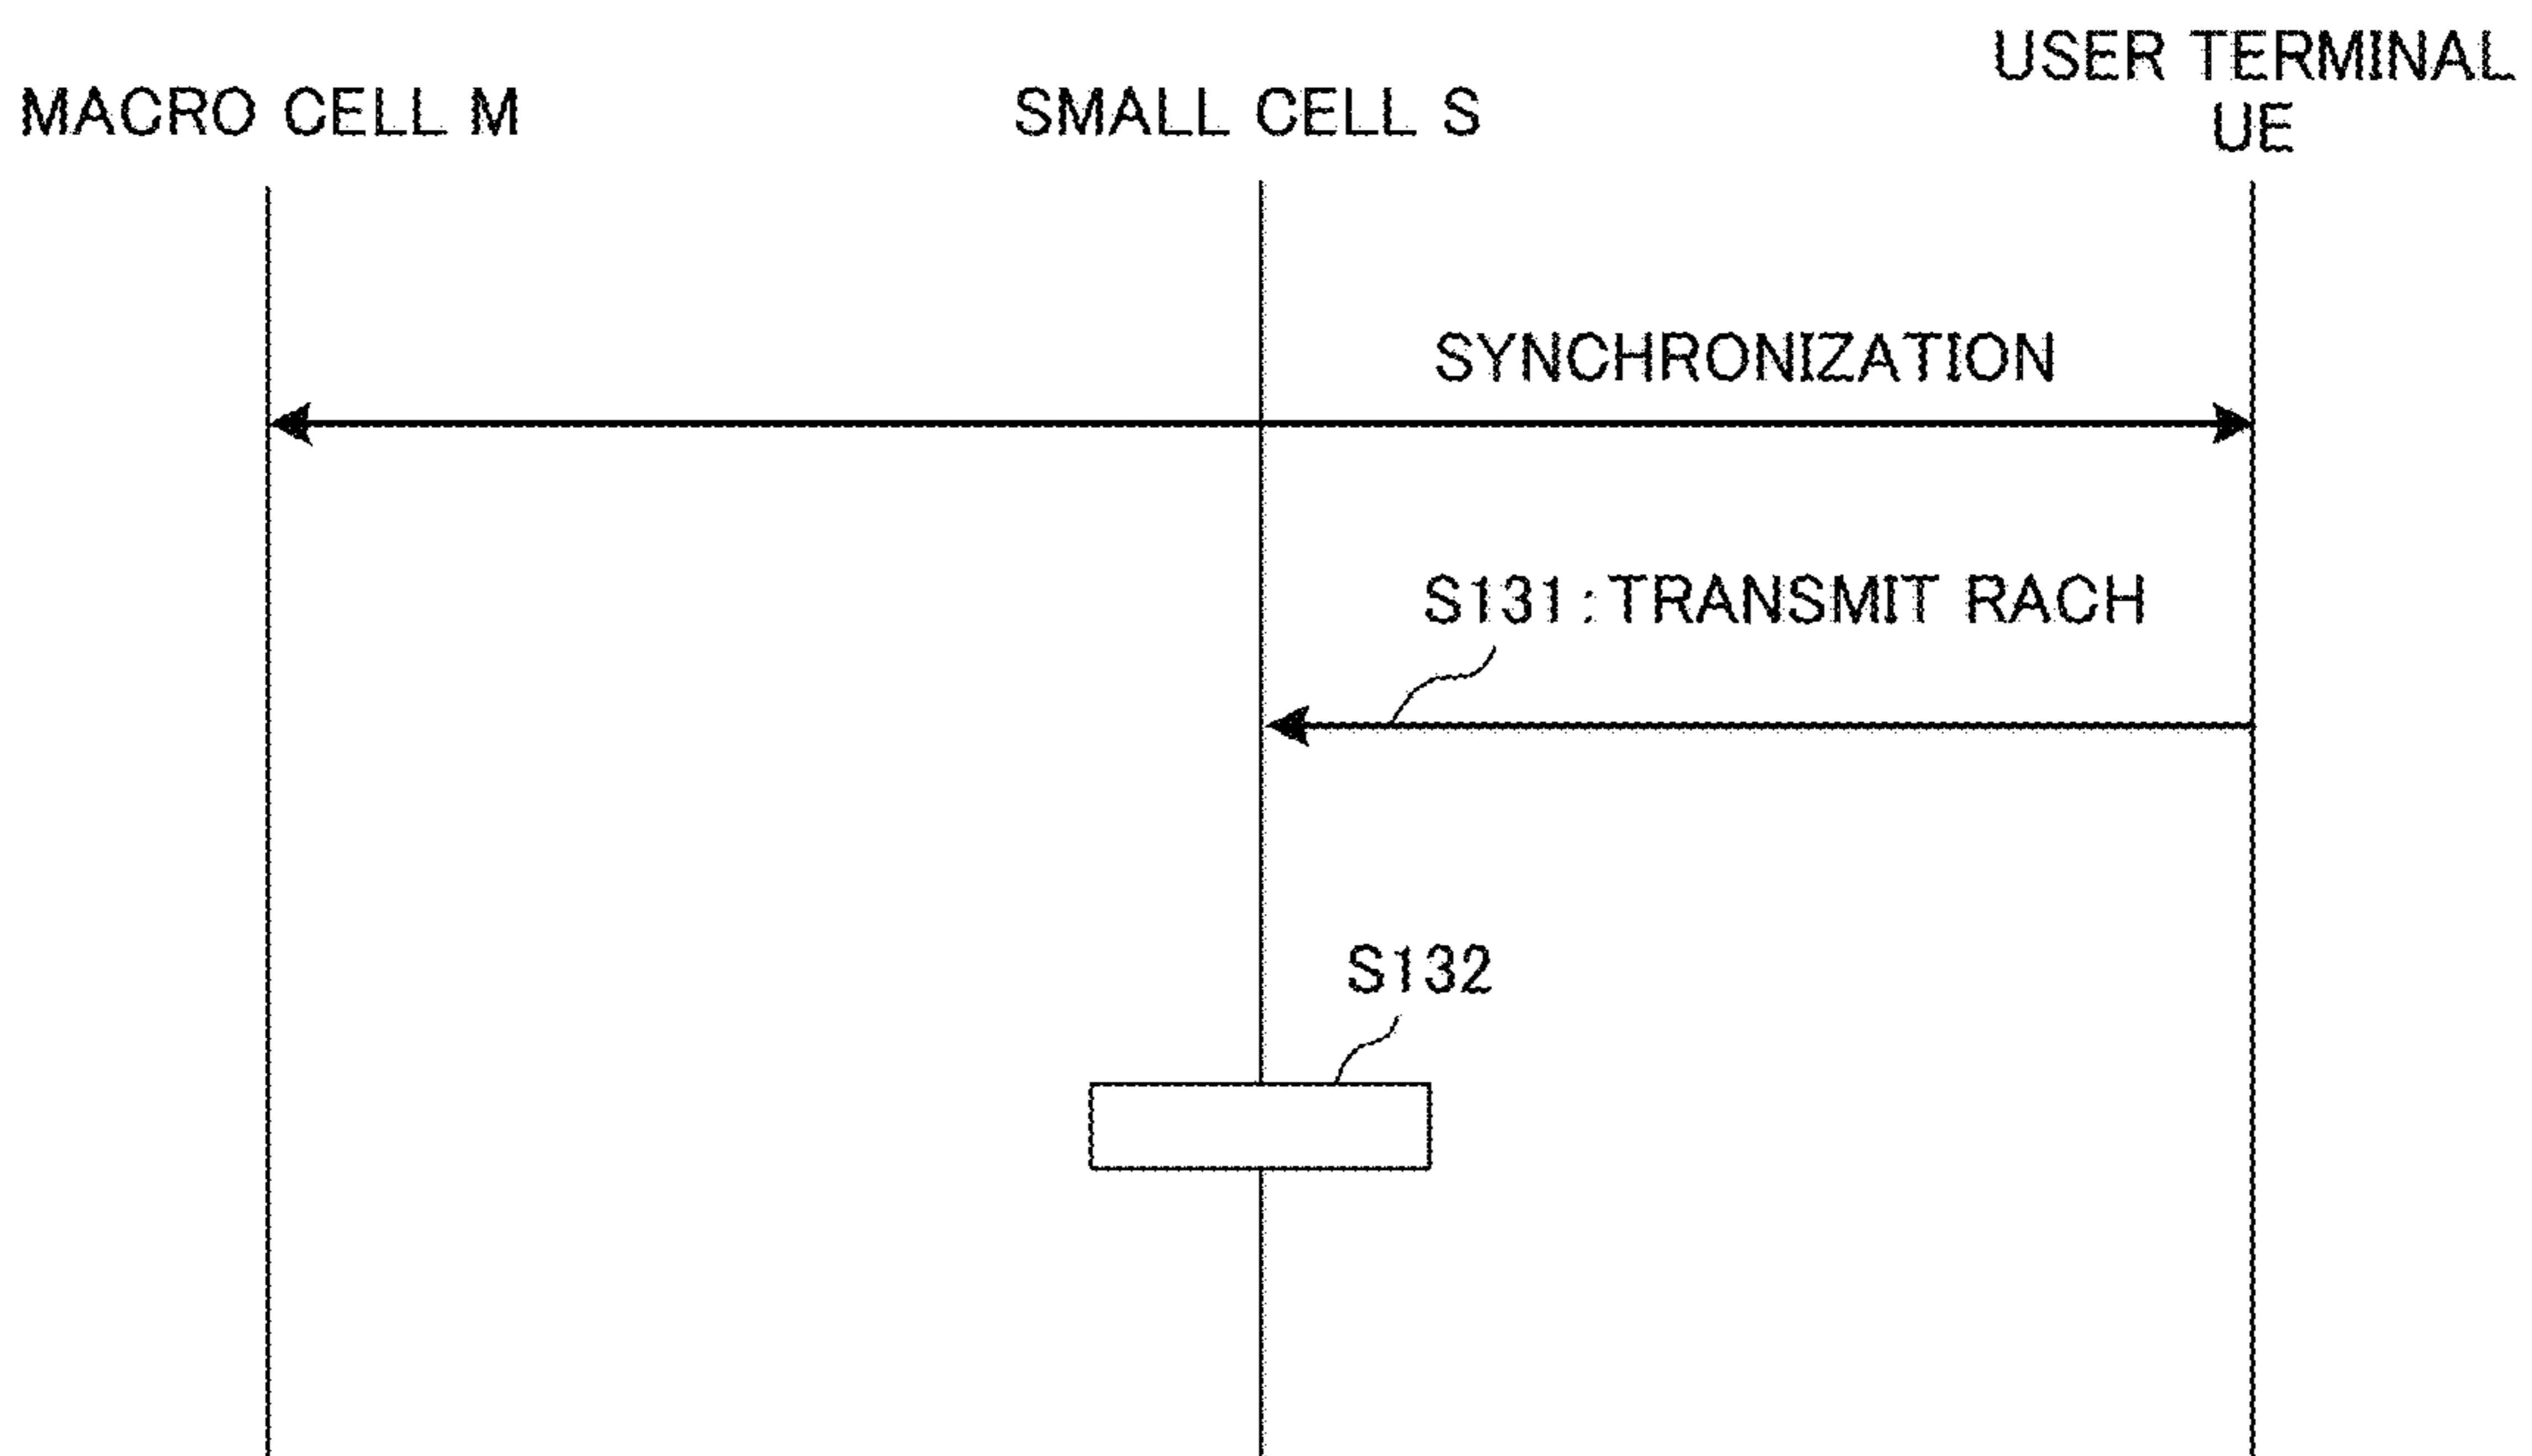 MACRO CELL M
SMALL CELL S
USER TERMINAL
UE
SYNCHRONIZATION
S131 : TRANSMIT RACH
S132